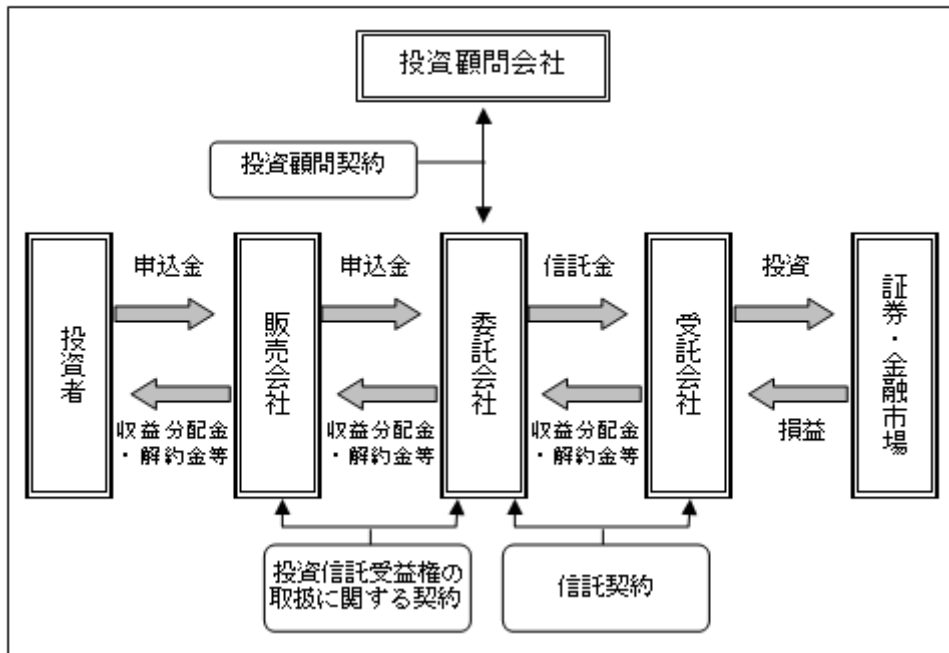 投資顧問会社
投資顧問契約
申込金
申込金
信託金
投資
投資者
販売会社
委託会社
受託会社
証券・金融市場
収益分配金
・解約金等
収益分配金
・解約金等
収益分配金
・解約金等
損益
投資信託受益権の
取扱に関する契約
信託契約